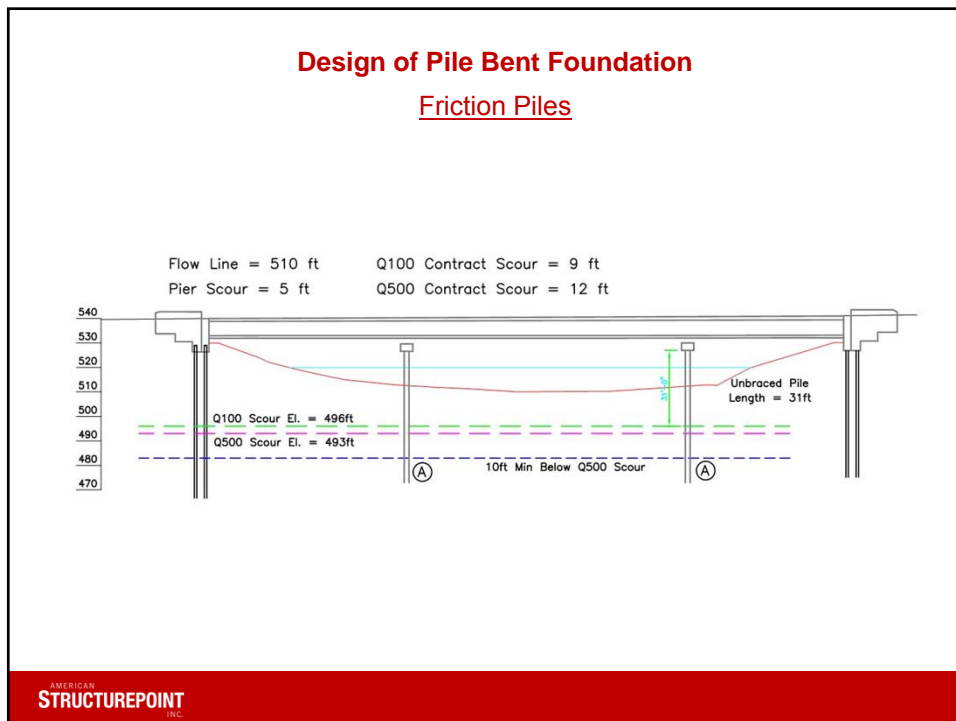 Design of Pile Bent Foundation
Friction Piles
Flow Line = 510 ft Q100 Contract Scour = 9 ft
Pier Scour = 5 ft Q500 Contract Scour = 12 ft
540
530
520
510
500
490
480
470
31'-0"
Unbraced Pile
Length = 31ft
Q100 Scour El. = 496ft
Q500 Scour El. = 493ft
10ft Min Below Q500 Scour
A
A
AMERICAN
STRUCTUREPOINT
INC.